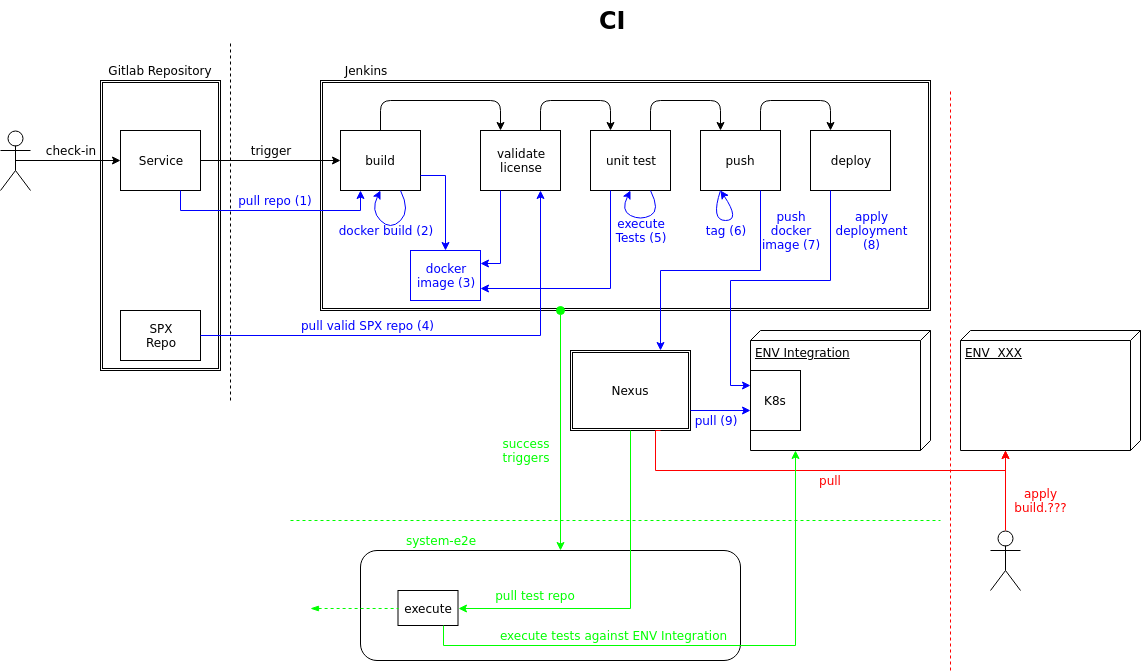 CI
Gitlab Repository
Jenkins
check-in
Service
trigger
build
validate
license
unit test
push
deploy
pull repo (1)
docker build (2)
execute
Tests (5)
tag (6)
push
docker
image (7)
apply
deployment
(8)
docker
image (3)
SPX
Repo
pull valid SPX repo (4)
Nexus
ENV Integration
K8s
ENV_XXX
pull (9)
success
triggers
pull
apply
build.???
system-e2e
execute
pull test repo
execute tests against ENV Integration